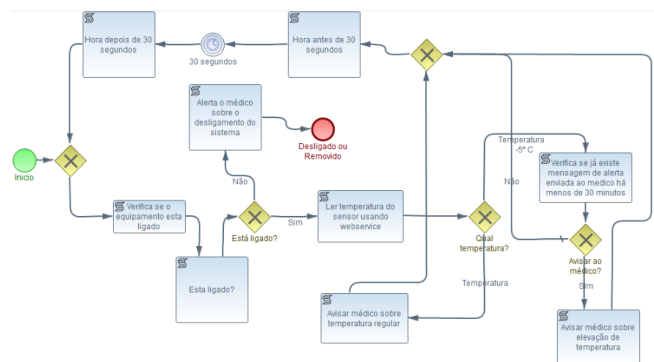 Hora depois de 30
segundos
30 segundos
Hora antes de 30
segundos
Alerta o médico
sobre o
desligamento do
sistema
Desligado ou
Removido
Inicio
Não
Verifica se o
equipamento esta
ligado
Esta ligado?
Está ligado?
Sim
Ler temperatura do
sensor usando
webservice
Qual
temperatura?
Temperatura
-5º C
Não
Verifica se já existe
mensagem de alerta
enviada ao medico há
menos de 30 minutos
Avisar ao
médico?
Sim
Temperatura
Avisar médico sobre
temperatura regular
Avisar médico sobre
elevação de
temperatura